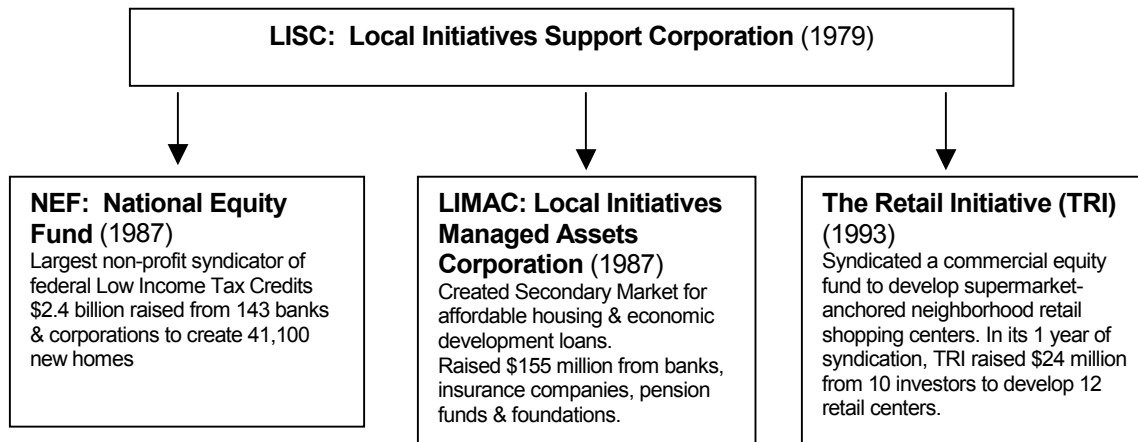 LISC: Local Initiatives Support Corporation (1979)
NEF: National Equity
Fund (1987)
Largest non-profit syndicator of
federal Low Income Tax Credits
$2.4 billion raised from 143 banks
& corporations to create 41,100
new homes
LIMAC: Local Initiatives
Managed Assets
Corporation (1987)
Created Secondary Market for
affordable housing & economic
development loans.
Raised $155 million from banks,
insurance companies, pension
funds & foundations.
The Retail Initiative (TRI)
(1993)
Syndicated a commercial equity
fund to develop supermarket-
anchored neighborhood retail
shopping centers. In its 1 year of
syndication, TRI raised $24 million
from 10 investors to develop 12
retail centers.